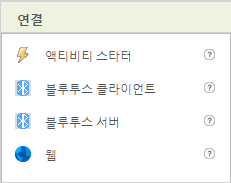 연결
액티비티 스타터 ?
블루투스 클라이언트 ?
블루투스 서버 ?
웹 ?